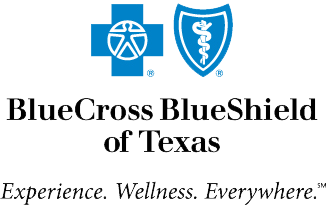 ® ®
BlueCross BlueShield
of Texas
Experience. Wellness. Everywhere.℠